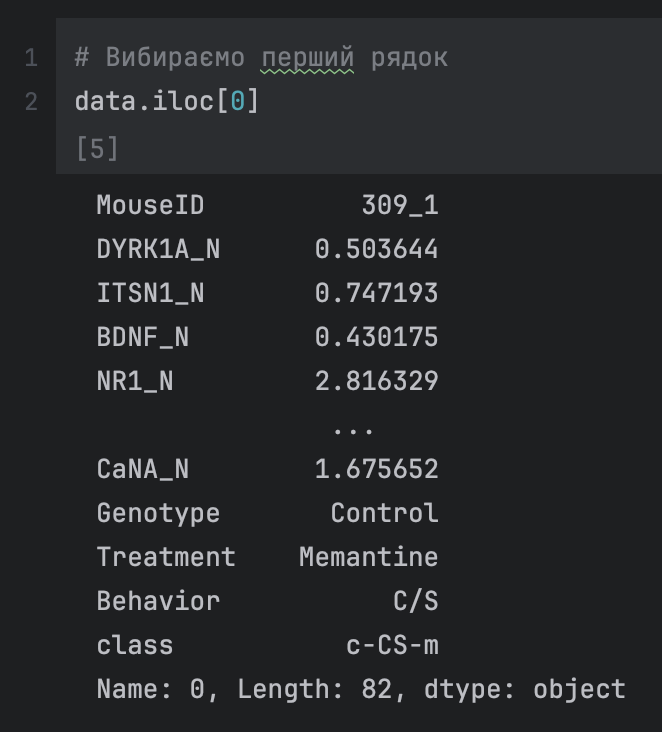 1 # Вибираємо перший рядок
2 data.iloc[0]
[5]
MouseID 309_1
DYRK1A_N 0.503644
ITSN1_N 0.747193
BDNF_N 0.430175
NR1_N 2.816329
...
CaNA_N 1.675652
Genotype Control
Treatment Memantine
Behavior C/S
class c-CS-m
Name: 0, Length: 82, dtype: object